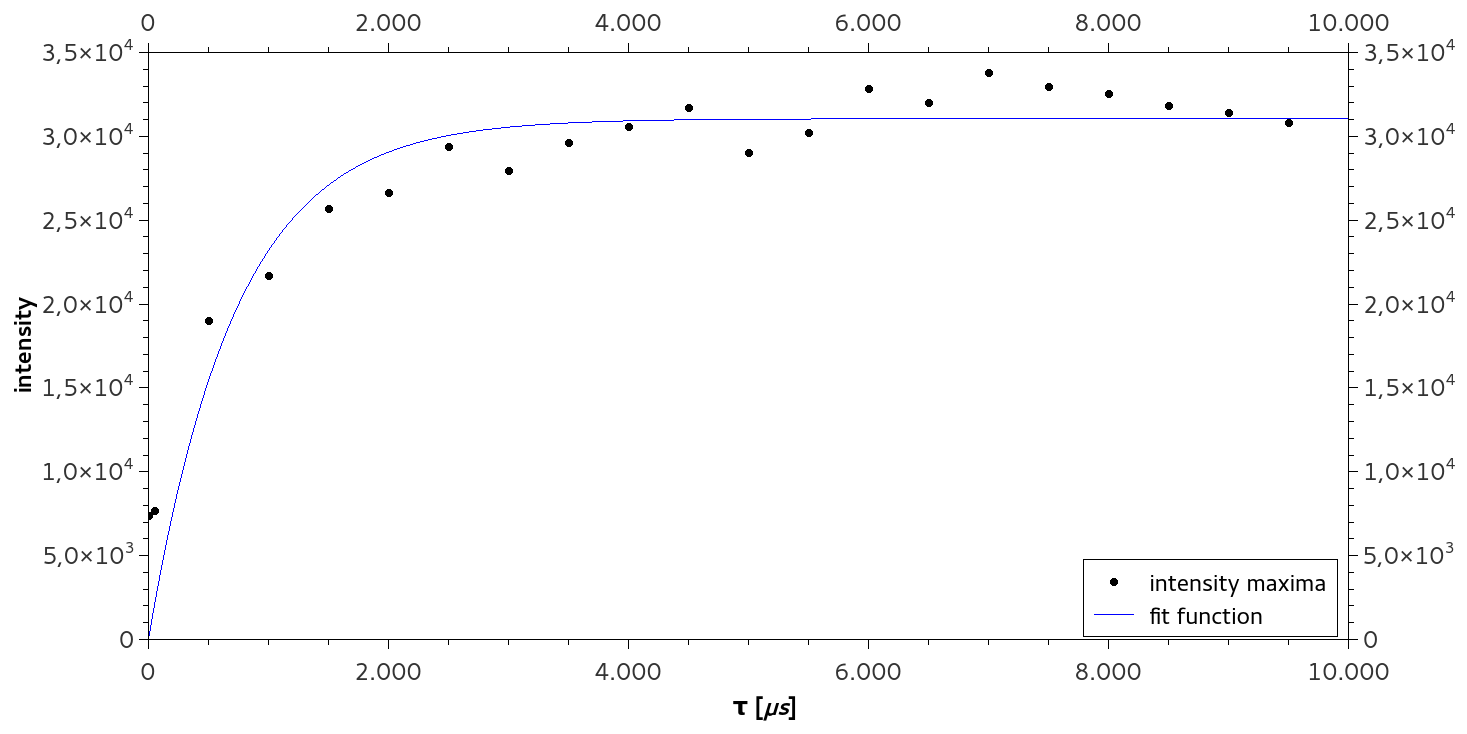 0 2.000 4.000 6.000 8.000 10.000
3,5×10⁴ 3,5×10⁴
3,0×10⁴ 3,0×10⁴
2,5×10⁴ 2,5×10⁴
2,0×10⁴ 2,0×10⁴
intensity
1,5×10⁴ 1,5×10⁴
1,0×10⁴ 1,0×10⁴
5,0×10³ 5,0×10³
intensity maxima
fit function
0 0
0 2.000 4.000 6.000 8.000 10.000
τ [μs]